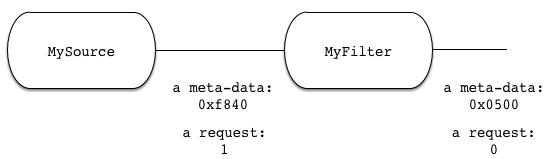 MySource
MyFilter
a meta-data:
0xf840
a request:
1
a meta-data:
0x0500
a request:
0